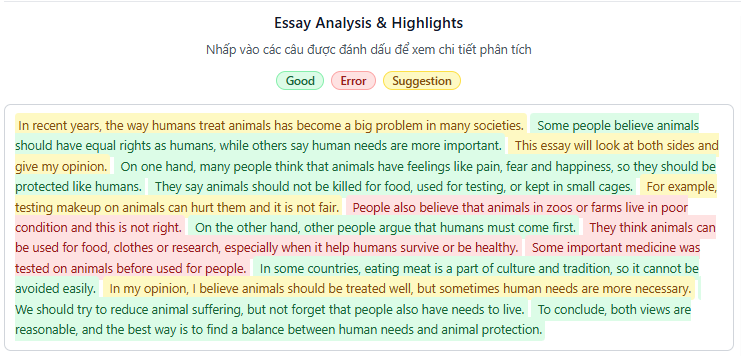 Essay Analysis & Highlights
Nhấp vào các câu được đánh dấu để xem chi tiết phân tích
Good Error Suggestion
In recent years, the way humans treat animals has become a big problem in many societies. Some people believe animals
should have equal rights as humans, while others say human needs are more important. This essay will look at both sides and
give my opinion. On one hand, many people think that animals have feelings like pain, fear and happiness, so they should be
protected like humans. They say animals should not be killed for food, used for testing, or kept in small cages. For example,
testing makeup on animals can hurt them and it is not fair. People also believe that animals in zoos or farms live in poor
condition and this is not right. On the other hand, other people argue that humans must come first. They think animals can
be used for food, clothes or research, especially when it help humans survive or be healthy. Some important medicine was
tested on animals before used for people. In some countries, eating meat is a part of culture and tradition, so it cannot be
avoided easily. In my opinion, I believe animals should be treated well, but sometimes human needs are more necessary.
We should try to reduce animal suffering, but not forget that people also have needs to live. To conclude, both views are
reasonable, and the best way is to find a balance between human needs and animal protection.